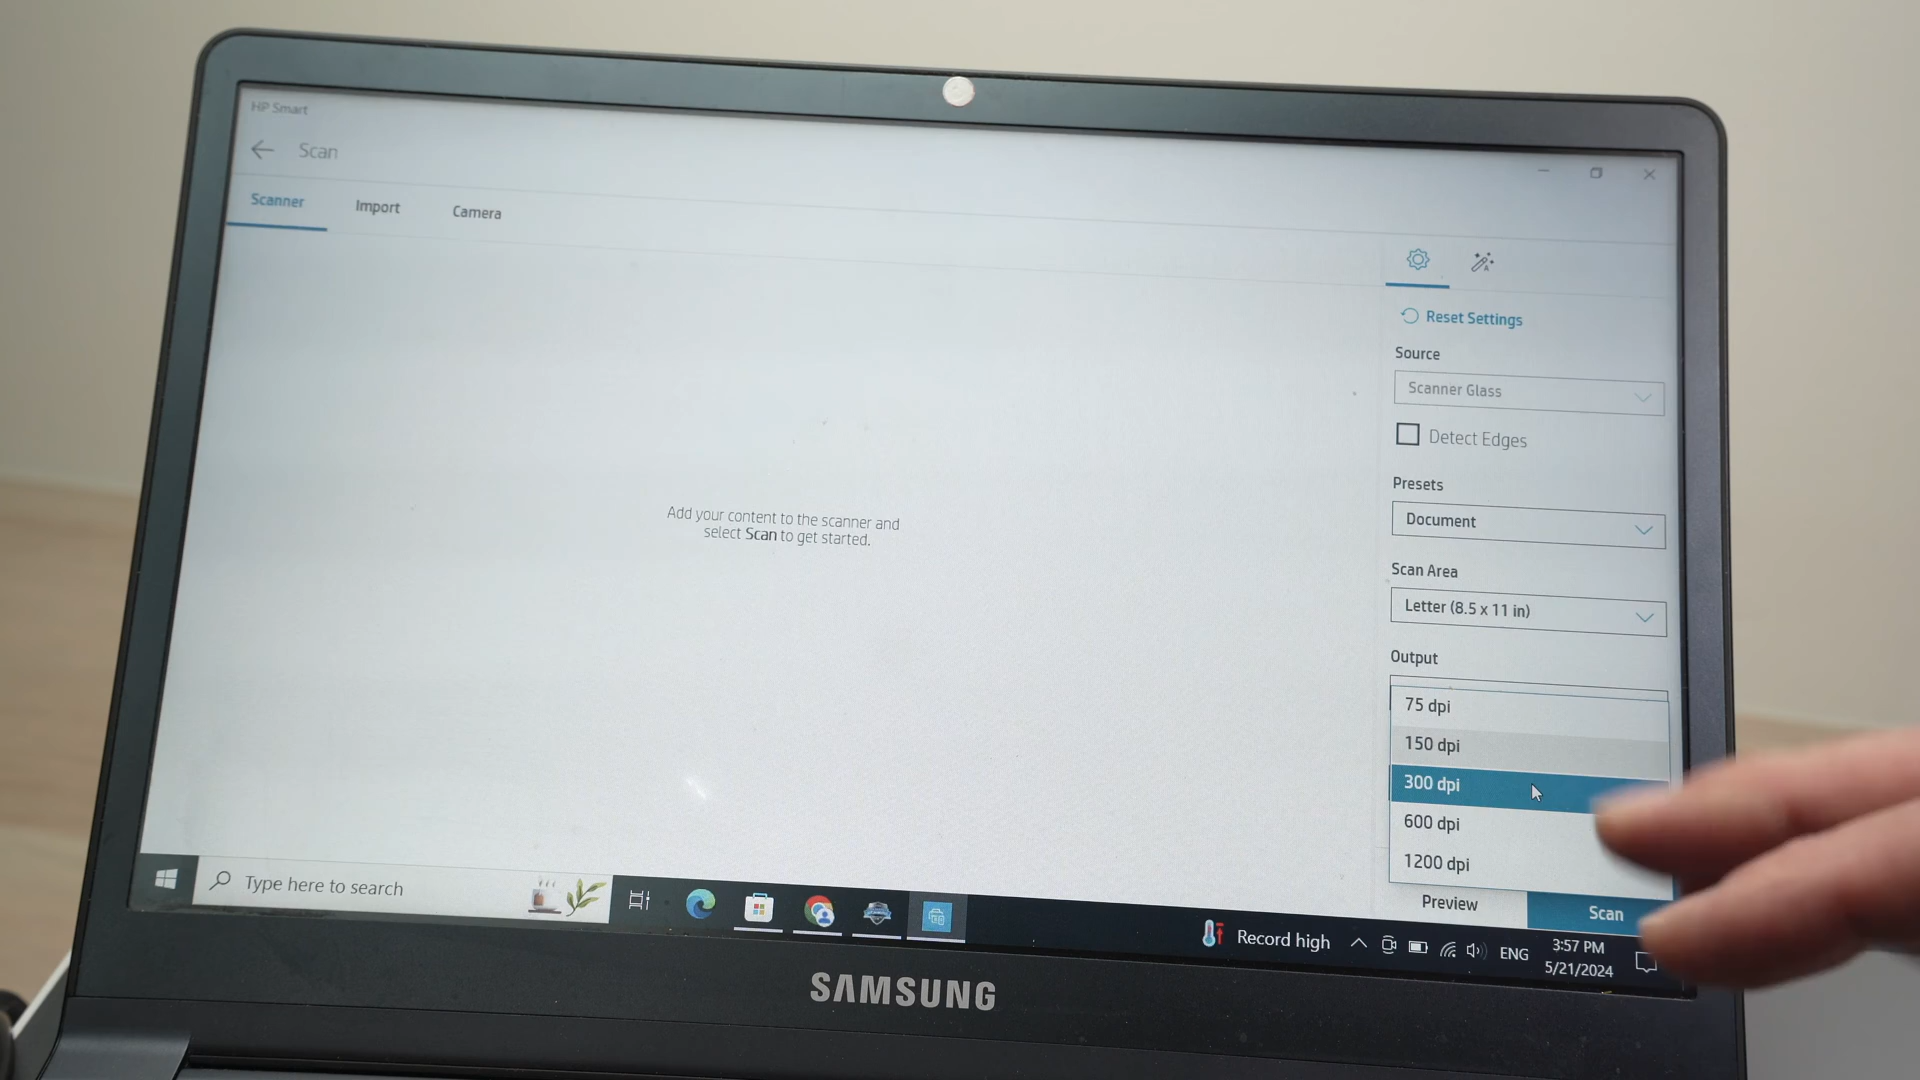 HP Smart
Scan
Scanner
Import
Camera
Reset Settings
Source
Scanner Glass
Detect Edges
Presets
Document
Scan Area
Letter (8.5 x 11 in)
Output
75 dpi
150 dpi
300 dpi
600 dpi
1200 dpi
Preview
Scan
Add your content to the scanner and
select Scan to get started.
Type here to search
Record high
ENG
3:57 PM
5/21/2024
SAMSUNG